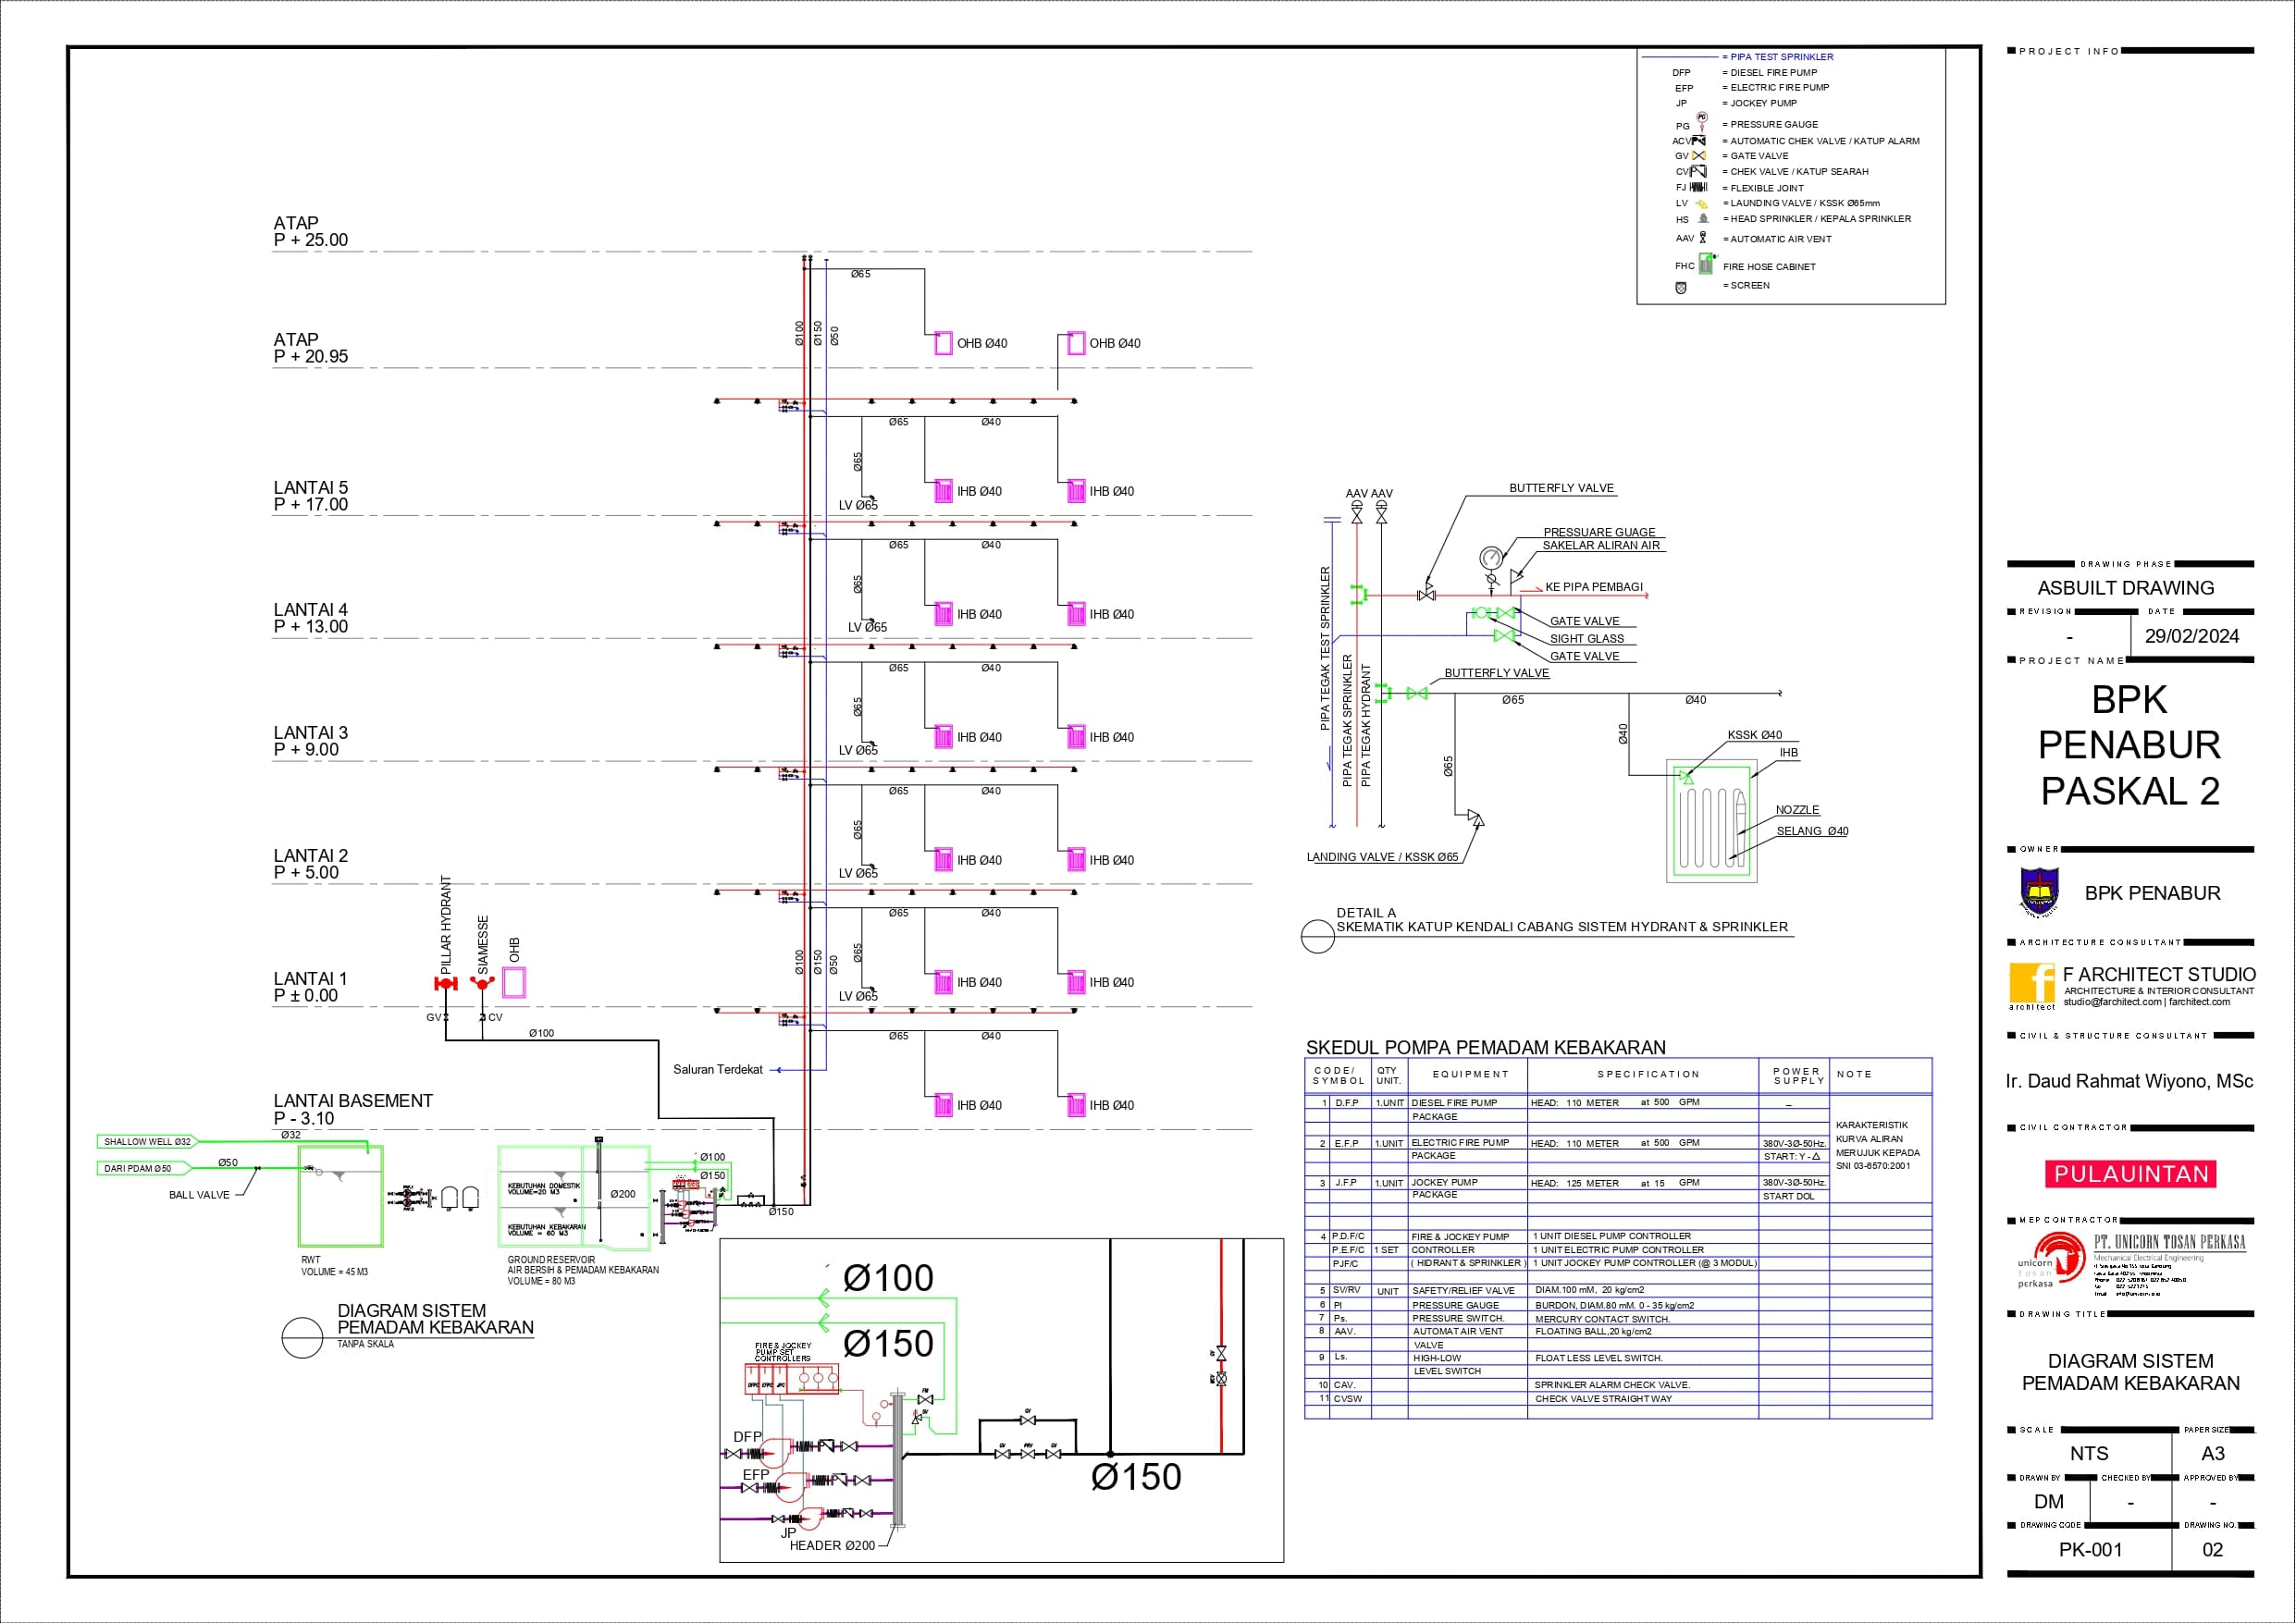 = PIPA TEST SPRINKLER
DFP = DIESEL FIRE PUMP
EFP = ELECTRIC FIRE PUMP
JP = JOCKEY PUMP
PG = PRESSURE GAUGE
ACV = AUTOMATIC CHEK VALVE / KATUP ALARM
GV = GATE VALVE
CV = CHEK VALVE / KATUP SEARAH
FJ = FLEXIBLE JOINT
LV = LAUNDING VALVE / KSSK Ø65mm
HS = HEAD SPRINKLER / KEPALA SPRINKLER
AAV = AUTOMATIC AIR VENT
FHC FIRE HOSE CABINET
= SCREEN
ATAP
P + 25.00
Ø65
Ø100
Ø150
Ø50
ATAP
P + 20.95
OHB Ø40
OHB Ø40
Ø65 Ø40
Ø65
LANTAI 5
P + 17.00
LV Ø65
IHB Ø40
IHB Ø40
Ø65 Ø40
Ø65
LANTAI 4
P + 13.00
LV Ø65
IHB Ø40
IHB Ø40
Ø65 Ø40
Ø65
LANTAI 3
P + 9.00
LV Ø65
IHB Ø40
IHB Ø40
Ø65 Ø40
Ø65
LANTAI 2
P + 5.00
LV Ø65
IHB Ø40
IHB Ø40
Ø65 Ø40
Ø65
Ø100
Ø150
Ø50
LANTAI 1
P ± 0.00
LV Ø65
IHB Ø40
IHB Ø40
PILLAR HYDRANT
SIAMESSE
OHB
GV
CV
Ø100
Ø65 Ø40
Saluran Terdekat
LANTAI BASEMENT
P - 3.10
IHB Ø40
IHB Ø40
SHALLOW WELL Ø32
Ø32
DARI PDAM Ø50
Ø50
BALL VALVE
RWT
VOLUME = 45 M3
KEBUTUHAN DOMESTIK
VOLUME=20 M3
KEBUTUHAN KEBAKARAN
VOLUME = 60 M3
Ø200
Ø100
Ø150
Ø150
GROUND RESERVOIR
AIR BERSIH & PEMADAM KEBAKARAN
VOLUME = 80 M3
DIAGRAM SISTEM
PEMADAM KEBAKARAN
TANPA SKALA
Ø100
Ø150
FIRE & JOCKEY
PUMP SET
CONTROLLERS
DFP
EFP
JP
HEADER Ø200
Ø150
AAV AAV
BUTTERFLY VALVE
PRESSUARE GUAGE
SAKELAR ALIRAN AIR
KE PIPA PEMBAGI
GATE VALVE
SIGHT GLASS
GATE VALVE
BUTTERFLY VALVE
PIPA TEGAK TEST SPRINKLER
PIPA TEGAK SPRINKLER
PIPA TEGAK HYDRANT
Ø65 Ø40
Ø40
Ø65
KSSK Ø40
IHB
NOZZLE
SELANG Ø40
LANDING VALVE / KSSK Ø65
DETAIL A
SKEMATIK KATUP KENDALI CABANG SISTEM HYDRANT & SPRINKLER
SKEDUL POMPA PEMADAM KEBAKARAN
CODE/ SYMBOL QTY UNIT. EQUIPMENT SPECIFICATION POWER SUPPLY NOTE
1 D.F.P 1.UNIT DIESEL FIRE PUMP HEAD: 110 METER at 500 GPM –
PACKAGE
2 E.F.P 1.UNIT ELECTRIC FIRE PUMP HEAD: 110 METER at 500 GPM 380V-3Ø-50Hz.
PACKAGE START: Y -Δ
3 J.F.P 1.UNIT JOCKEY PUMP HEAD: 125 METER at 15 GPM 380V-3Ø-50Hz.
PACKAGE START DOL
KARAKTERISTIK
KURVA ALIRAN
MERUJUK KEPADA
SNI 03-6570:2001
4 P.D.F/C FIRE & JOCKEY PUMP 1 UNIT DIESEL PUMP CONTROLLER
P.E.F/C 1 SET CONTROLLER 1 UNIT ELECTRIC PUMP CONTROLLER
PJF/C ( HIDRANT & SPRINKLER ) 1 UNIT JOCKEY PUMP CONTROLLER (@ 3 MODUL)
5 SV/RV UNIT SAFETY/RELIEF VALVE DIAM.100 mM, 20 kg/cm2
6 PI PRESSURE GAUGE BURDON, DIAM.80 mM. 0 - 35 kg/cm2
7 Ps. PRESSURE SWITCH. MERCURY CONTACT SWITCH.
8 AAV. AUTOMAT AIR VENT FLOATING BALL,20 kg/cm2
VALVE
9 Ls. HIGH-LOW FLOAT LESS LEVEL SWITCH.
LEVEL SWITCH
10 CAV. SPRINKLER ALARM CHECK VALVE.
11 CVSW CHECK VALVE STRAIGHT WAY
PROJECT INFO
DRAWING PHASE
ASBUILT DRAWING
REVISION DATE
- 29/02/2024
PROJECT NAME
BPK
PENABUR
PASKAL 2
OWNER
BPK PENABUR
ARCHITECTURE CONSULTANT
f
architect
F ARCHITECT STUDIO
ARCHITECTURE & INTERIOR CONSULTANT
studio@farchitect.com | farchitect.com
CIVIL & STRUCTURE CONSULTANT
Ir. Daud Rahmat Wiyono, MSc
CIVIL CONTRACTOR
PULAUINTAN
MEP CONTRACTOR
unicorn
tosan
perkasa
PT. UNICORN TOSAN PERKASA
Mechanical Electrical Engineering
DRAWING TITLE
DIAGRAM SISTEM
PEMADAM KEBAKARAN
SCALE PAPER SIZE
NTS A3
DRAWN BY CHECKED BY APPROVED BY
DM - -
DRAWING CODE DRAWING NO.
PK-001 02